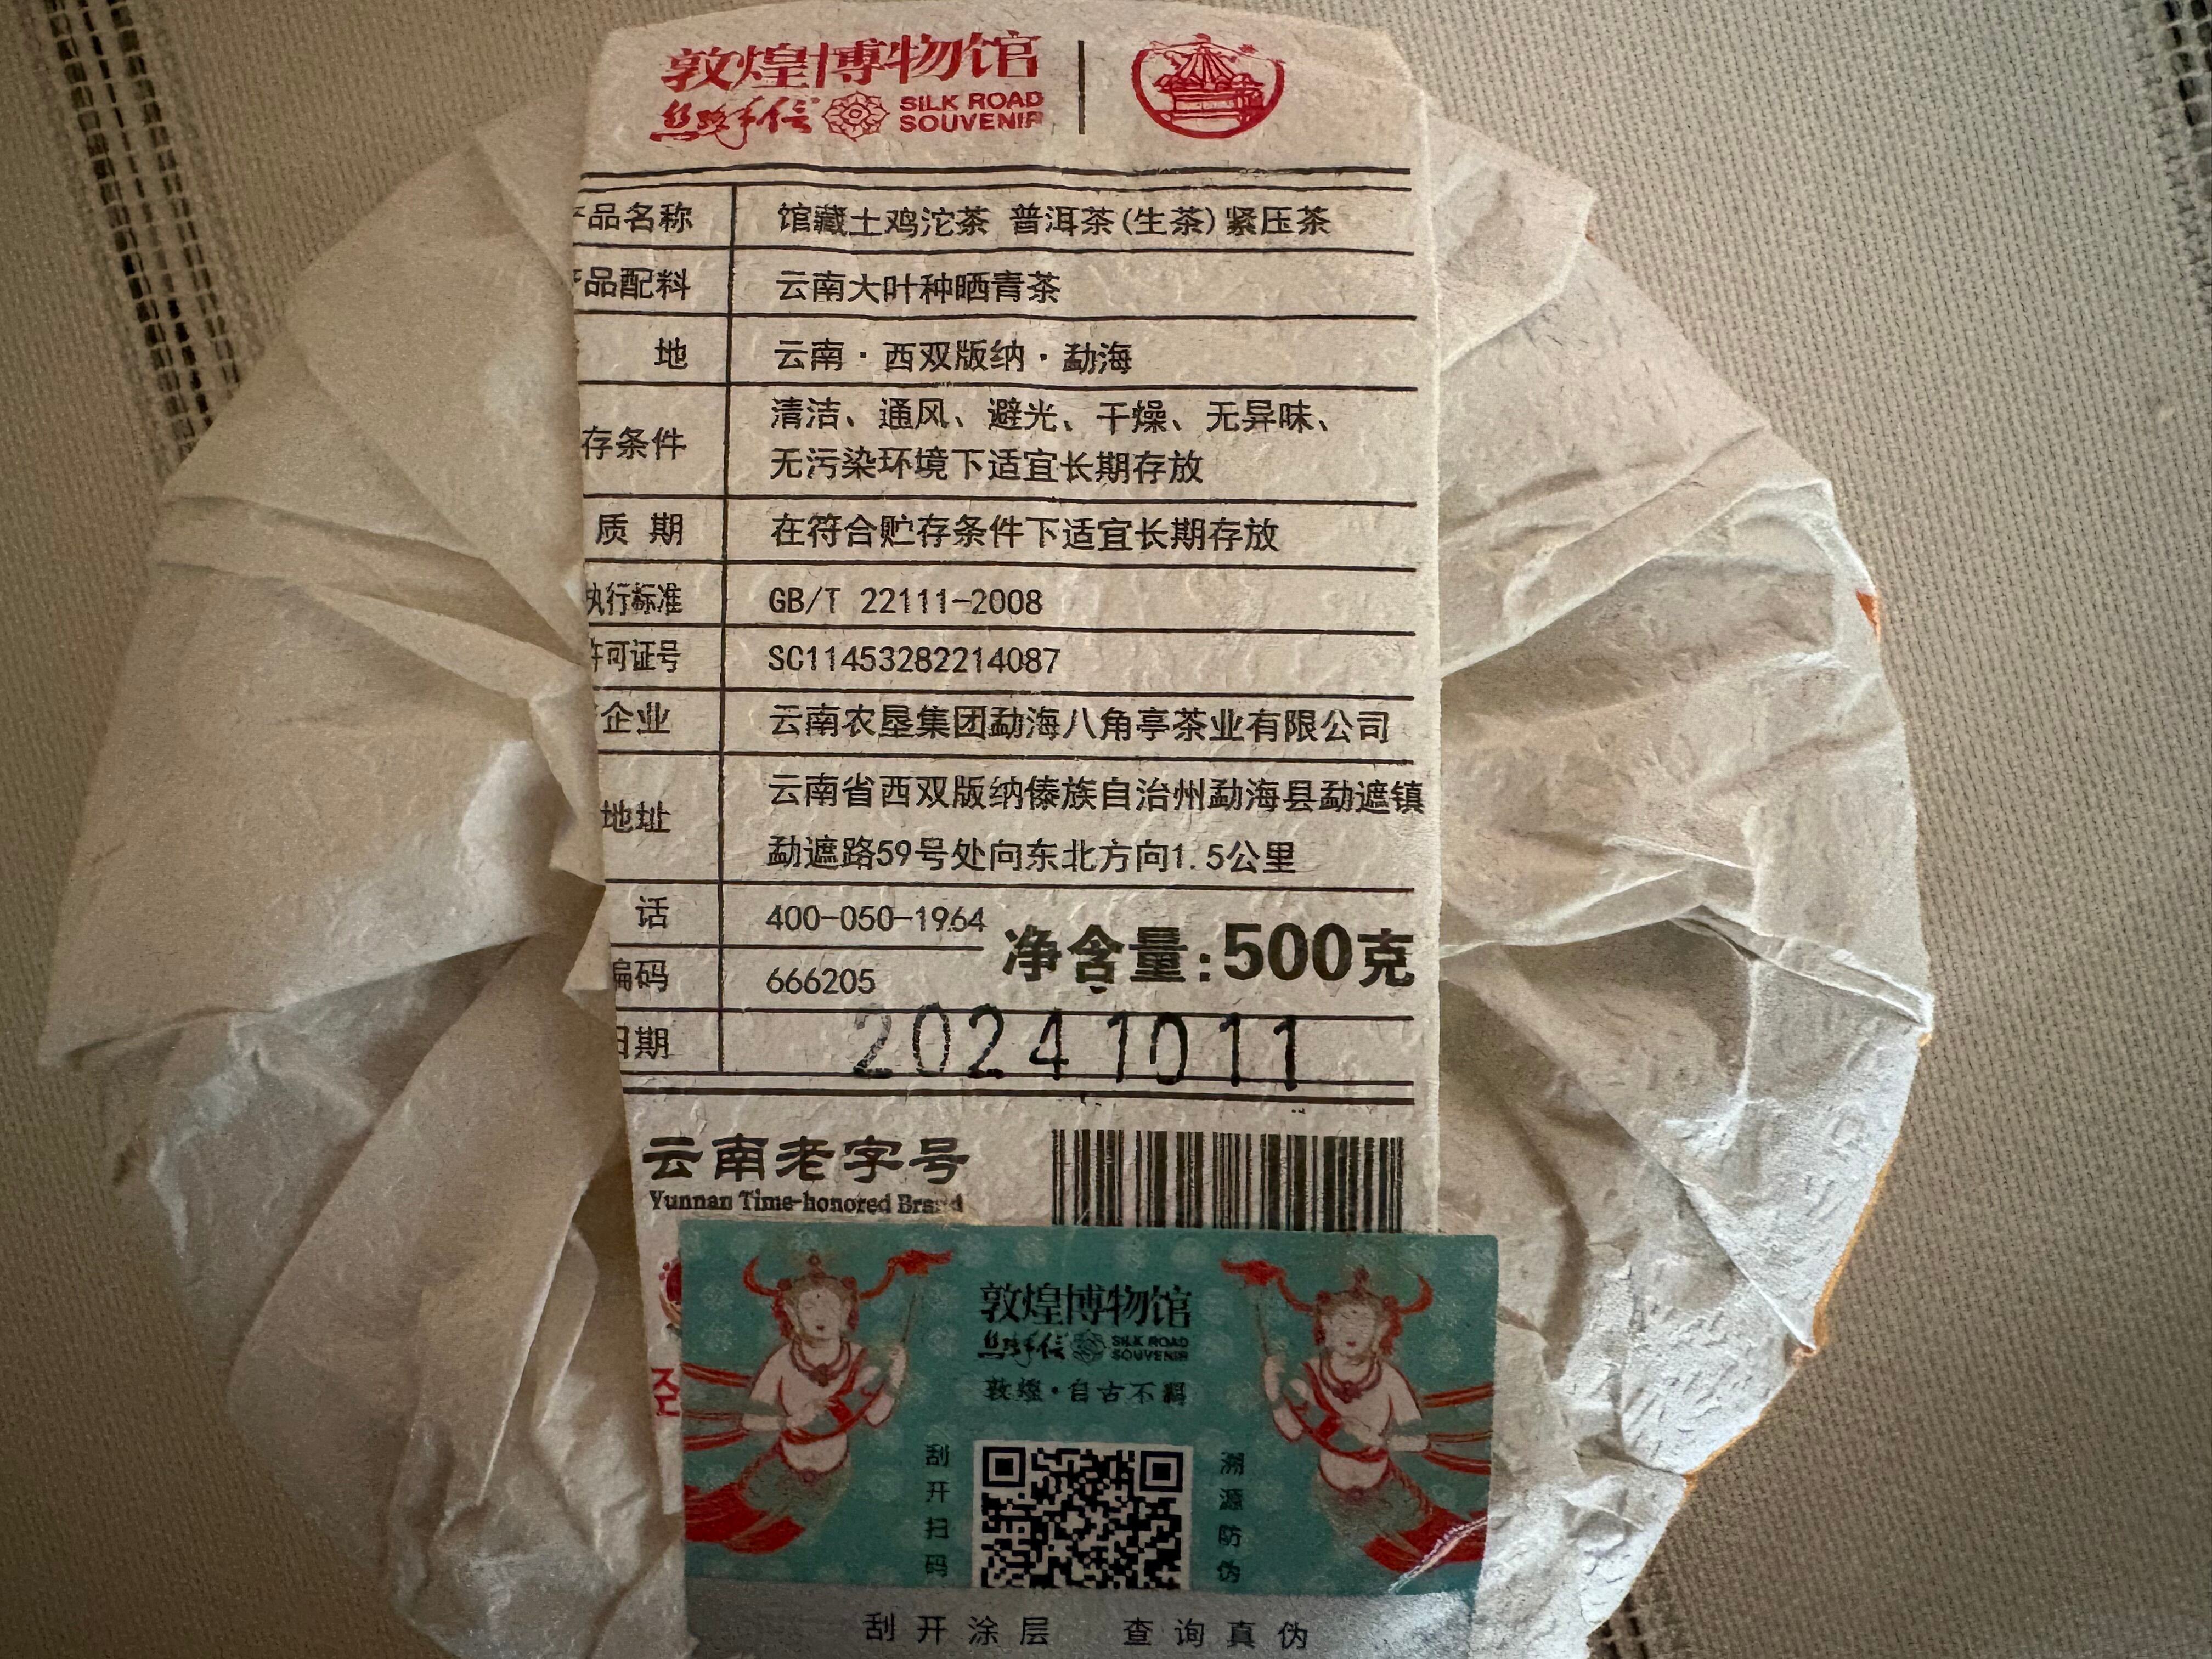 敦煌博物馆
丝路手信 SILK ROAD SOUVENIR
产品名称 馆藏土鸡沱茶 普洱茶(生茶)紧压茶
产品配料 云南大叶种晒青茶
地 云南·西双版纳·勐海
存条件 清洁、通风、避光、干燥、无异味、
无污染环境下适宜长期存放
质 期 在符合贮存条件下适宜长期存放
执行标准 GB/T 22111-2008
许可证号 SC11453282214087
企业 云南农垦集团勐海八角亭茶业有限公司
地址 云南省西双版纳傣族自治州勐海县勐遮镇
勐遮路59号处向东北方向1.5公里
话 400-050-1964
净含量:500克
编码 666205
日期 2024 10 11
云南老字号
Yunnan Time-honored Brand
敦煌博物馆
丝路手信 SILK ROAD SOUVENIR
敦煌·自古不羁
刮开扫码
溯源防伪
刮开涂层 查询真伪